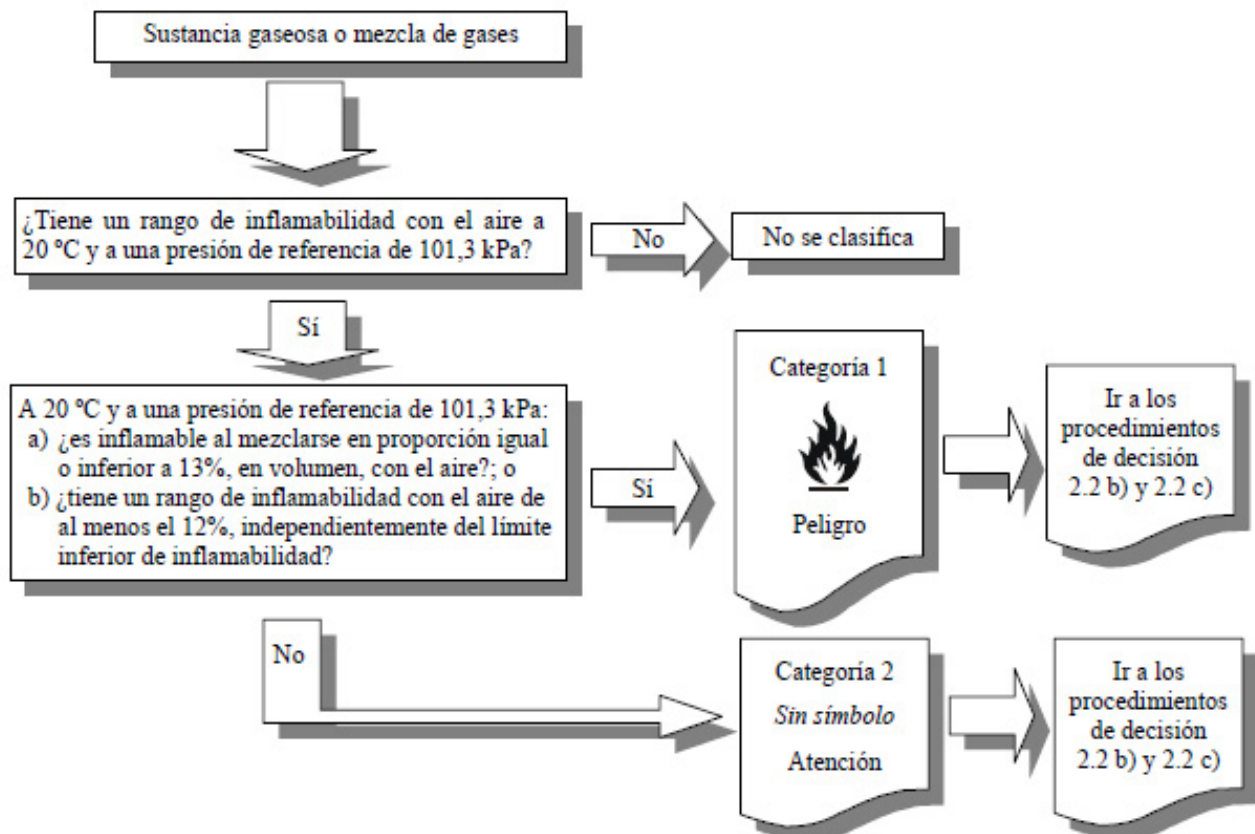 Sustancia gaseosa o mezcla de gases
¿Tiene un rango de inflamabilidad con el aire a
20 ºC y a una presión de referencia de 101,3 kPa?
No
No se clasifica
Sí
A 20 ºC y a una presión de referencia de 101,3 kPa:
a) ¿es inflamable al mezclarse en proporción igual
o inferior a 13%, en volumen, con el aire?; o
b) ¿tiene un rango de inflamabilidad con el aire de
al menos el 12%, independientemente del límite
inferior de inflamabilidad?
Sí
Categoría 1
Peligro
Ir a los
procedimientos
de decisión
2.2 b) y 2.2 c)
No
Categoría 2
Sin símbolo
Atención
Ir a los
procedimientos
de decisión
2.2 b) y 2.2 c)